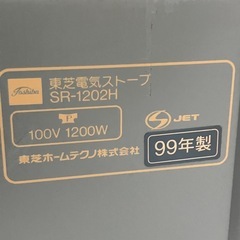 Toshiba
東芝電気ストーブ
SR-1202H
100V 1200W
S JET
東芝ホームテクノ株式会社
99年製